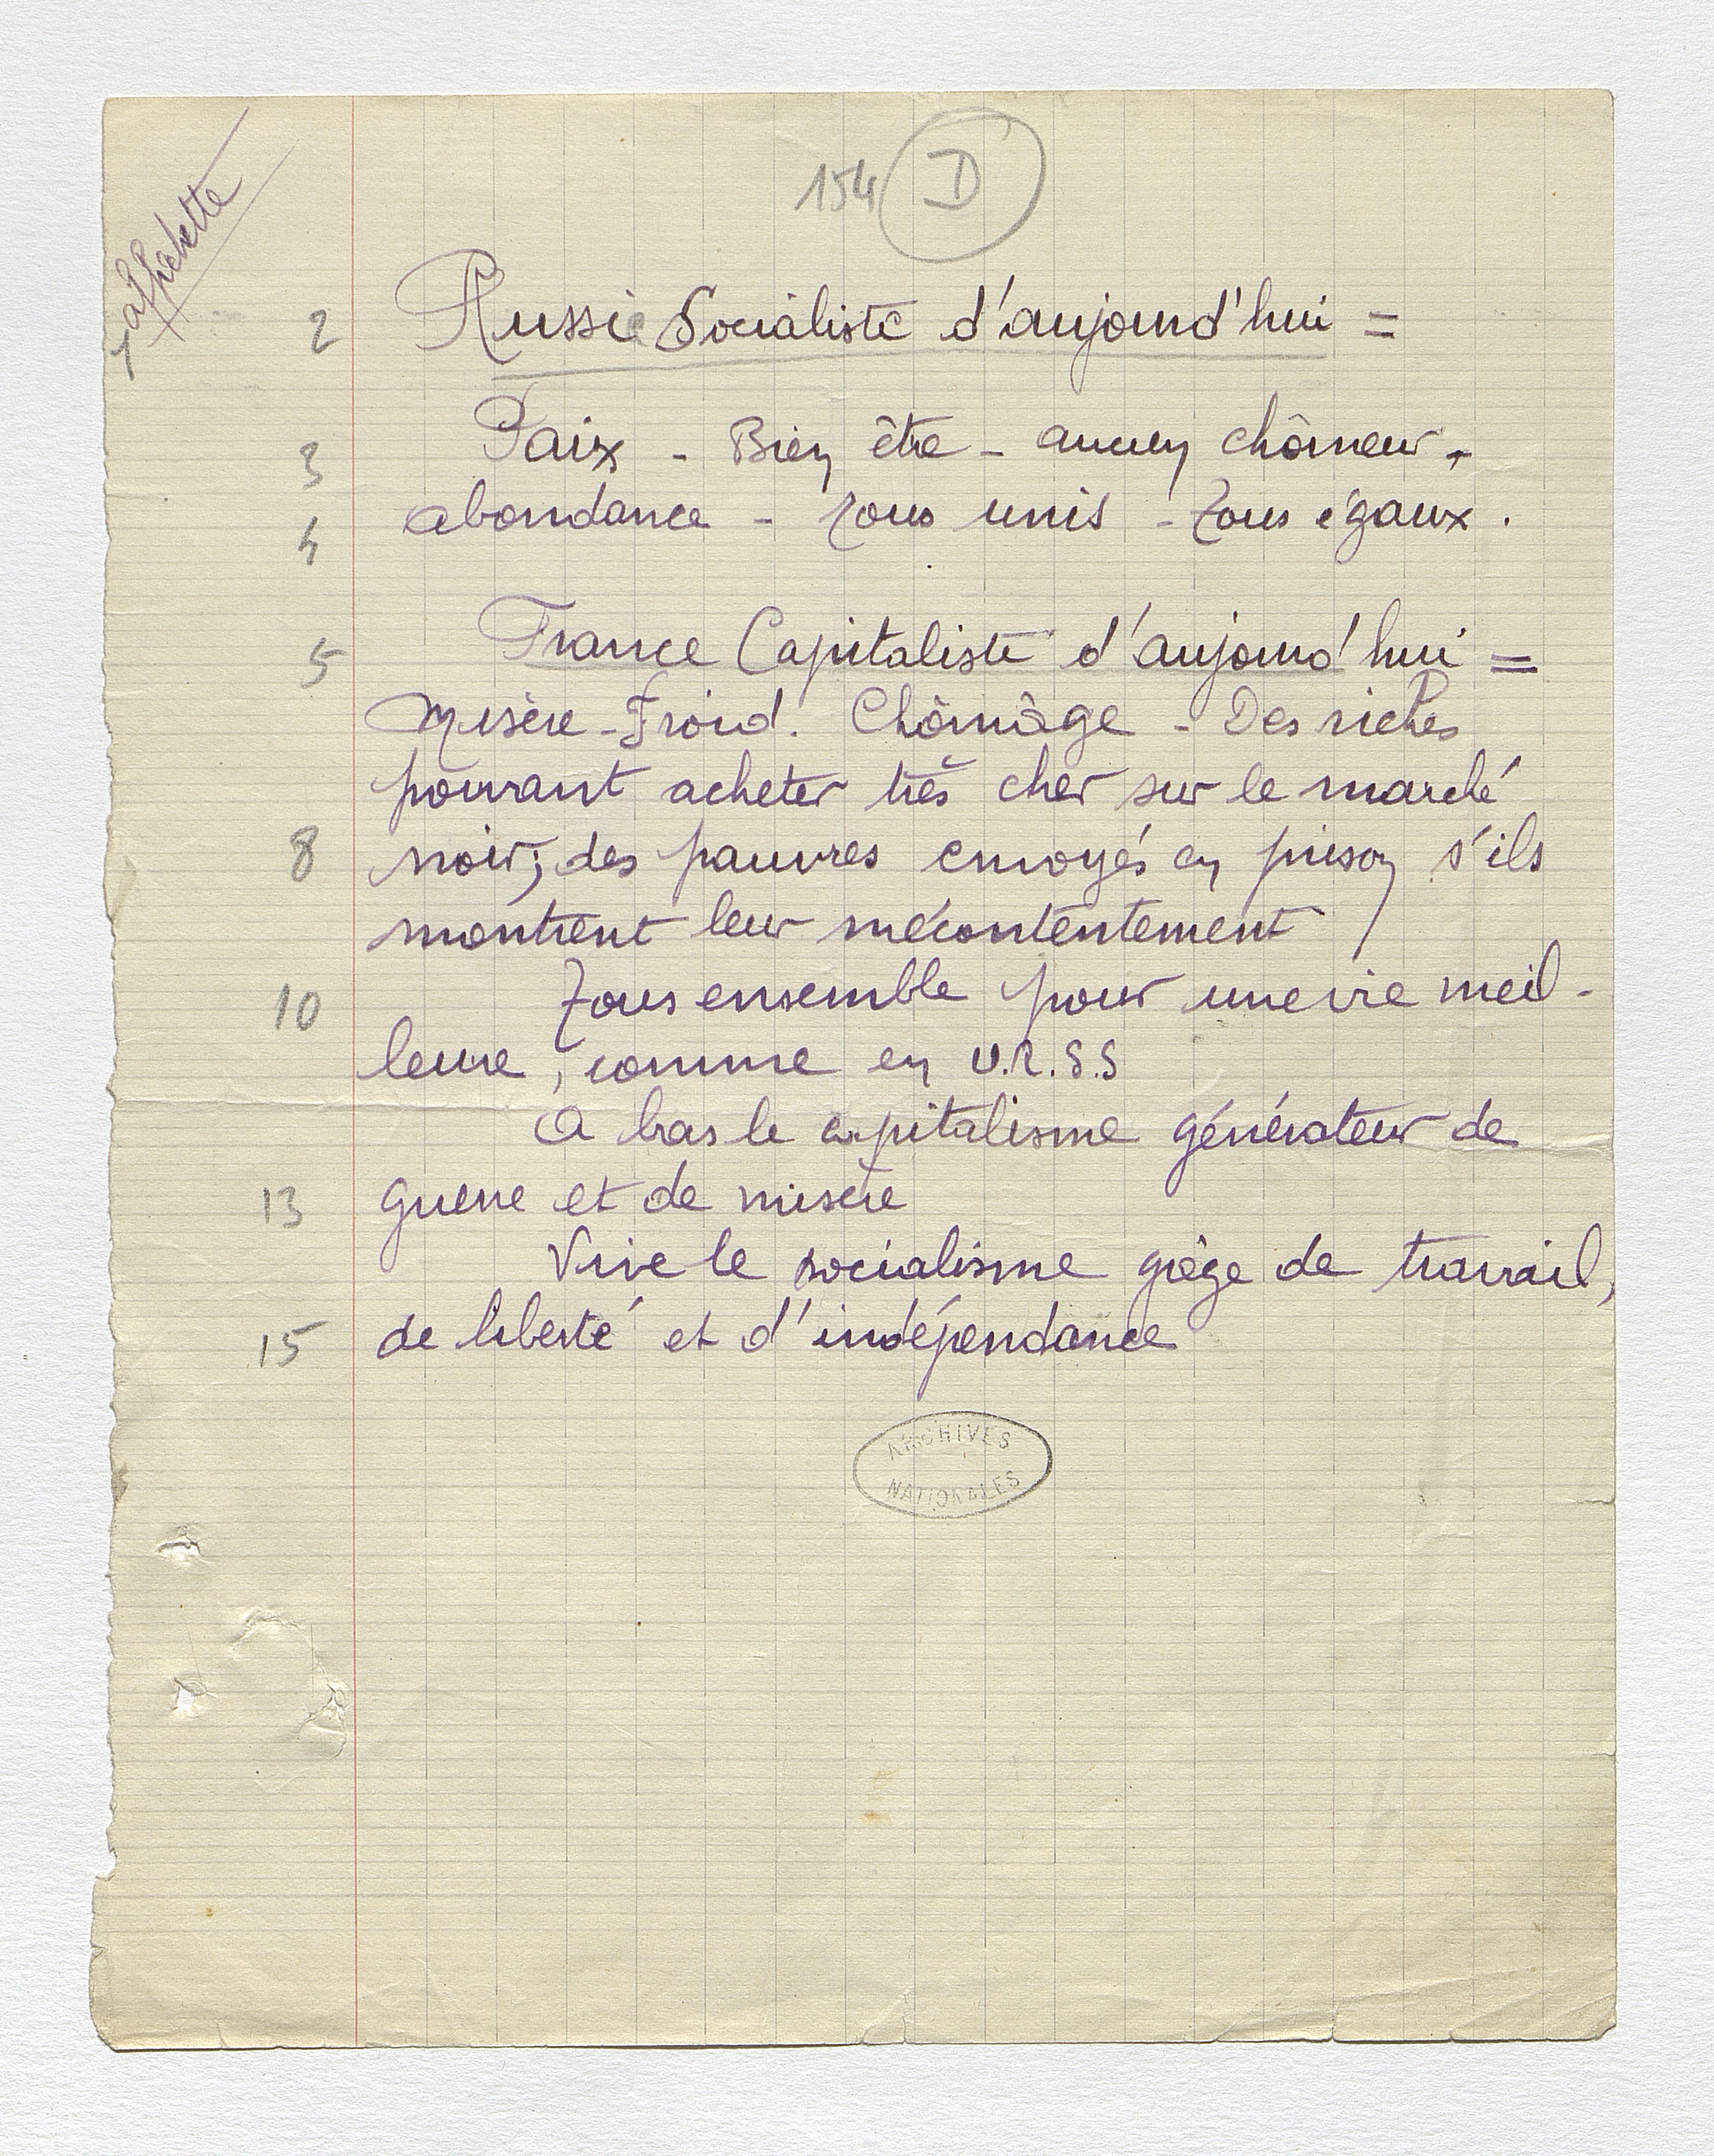 affichette
154 D
2 Russie Socialiste d'aujourd'hui =
3 Paix - Bien être - aucun chômeur -
4 abondance - Tous unis - Tous égaux.
5 France Capitaliste d'aujourd'hui =
Misère - Froid. Chômage - Des riches
pouvant acheter très cher sur le marché
8 noir; des pauvres envoyés en prison s'ils
montrent leur mécontentement
10 Tous ensemble pour une vie meil-
leure, comme en U.R.S.S
A bas le capitalisme générateur de
13 guerre et de misère
Vive le socialisme gage de travail,
15 de liberté et d'indépendance
ARCHIVES
NATIONALES